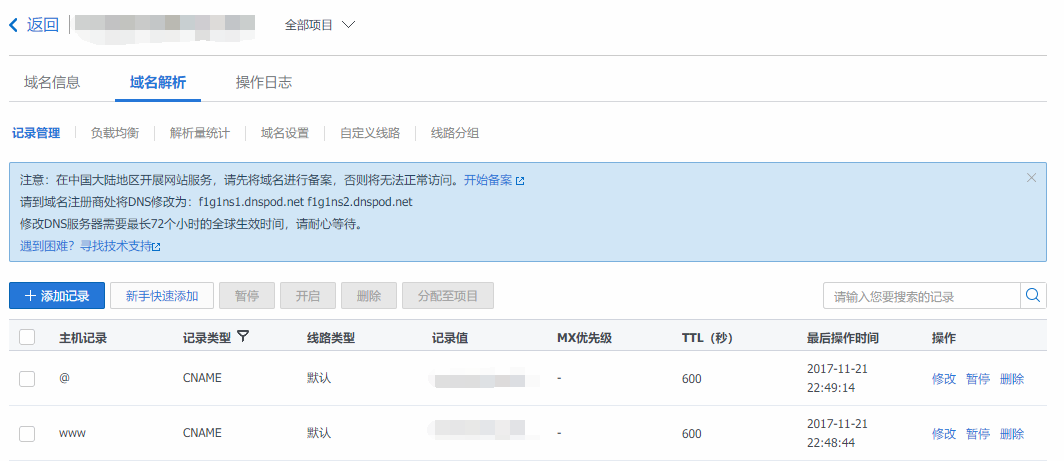 返回 全部项目
域名信息 域名解析 操作日志
记录管理 负载均衡 解析量统计 域名设置 自定义线路 线路分组
注意：在中国大陆地区开展网站服务，请先将域名进行备案，否则将无法正常访问。开始备案
请到域名注册商处将DNS修改为：f1g1ns1.dnspod.net f1g1ns2.dnspod.net
修改DNS服务器需要最长72个小时的全球生效时间，请耐心等待。
遇到困难？寻找技术支持
添加记录 新手快速添加 暂停 开启 删除 分配至项目 请输入您要搜索的记录
主机记录 记录类型 线路类型 记录值 MX优先级 TTL（秒） 最后操作时间 操作
@ CNAME 默认 - 600 2017-11-21 22:49:14 修改 暂停 删除
www CNAME 默认 - 600 2017-11-21 22:48:44 修改 暂停 删除